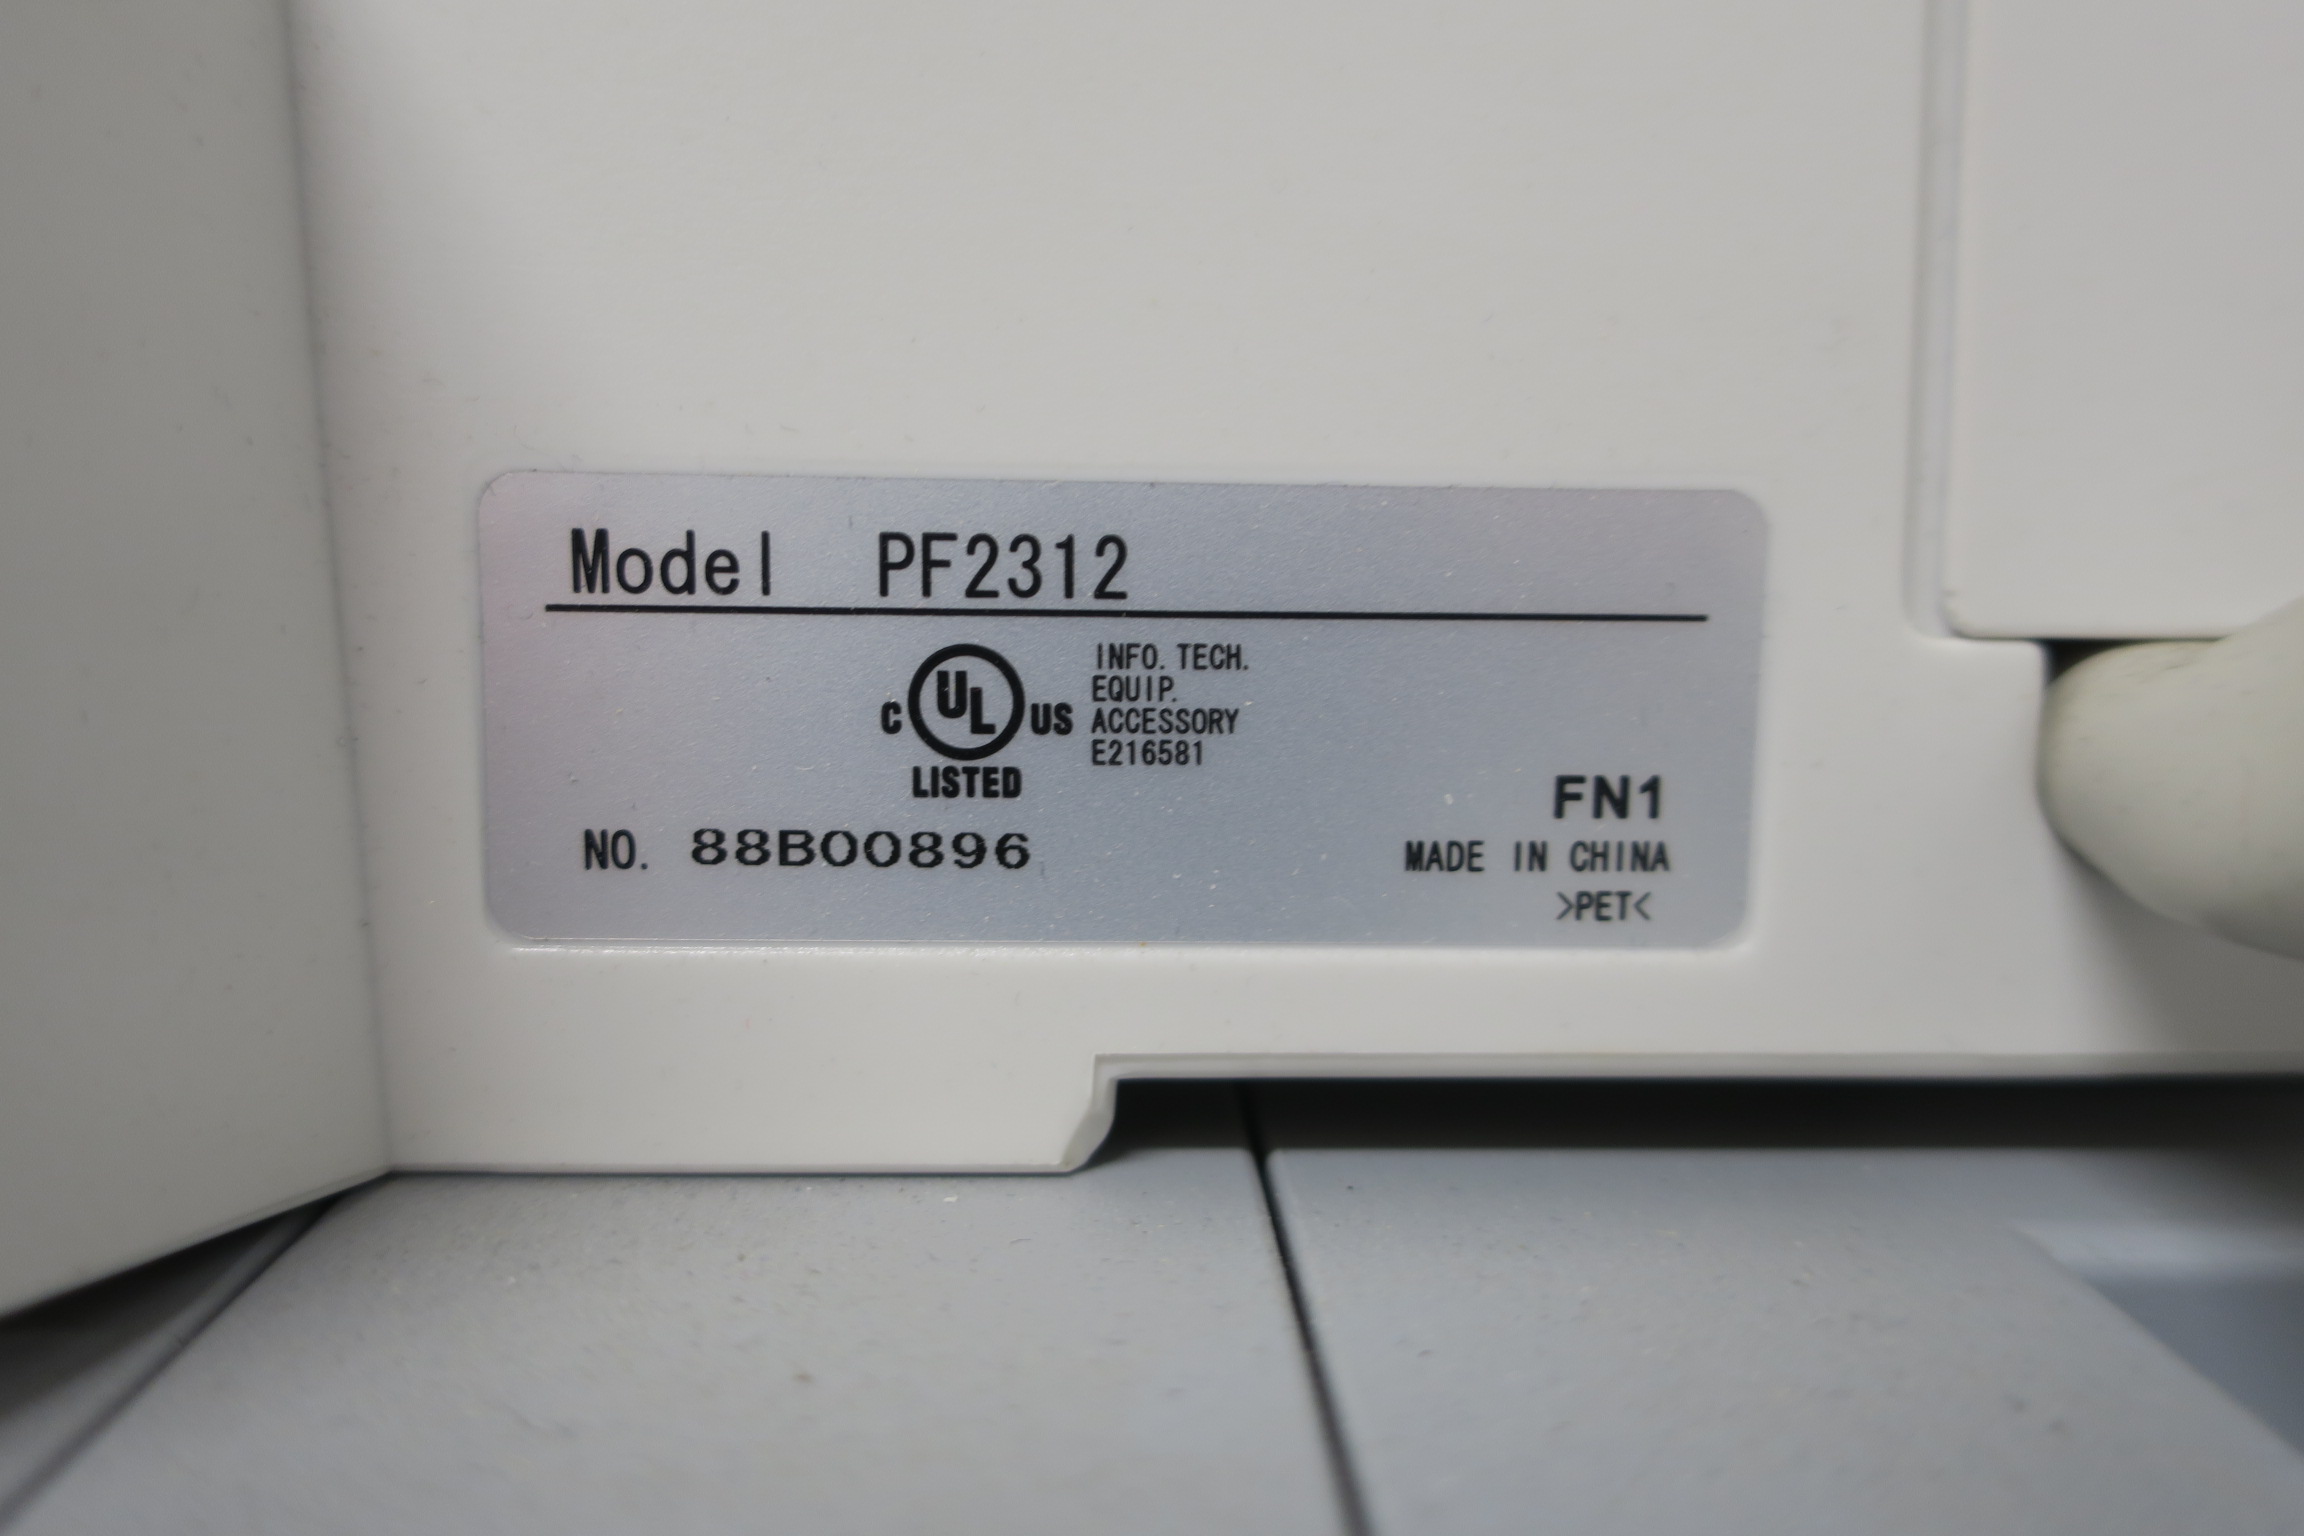 Model PF2312
C UL US LISTED
INFO. TECH.
EQUIP.
ACCESSORY
E216581
NO. 88B00896
FN1
MADE IN CHINA
>PET<